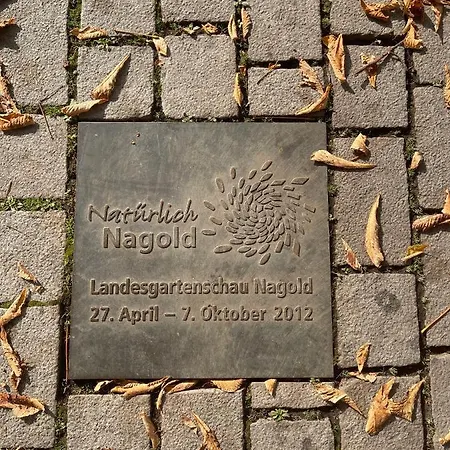 Natürlich
Nagold
Landesgartenschau Nagold
27. April – 7. Oktober 2012